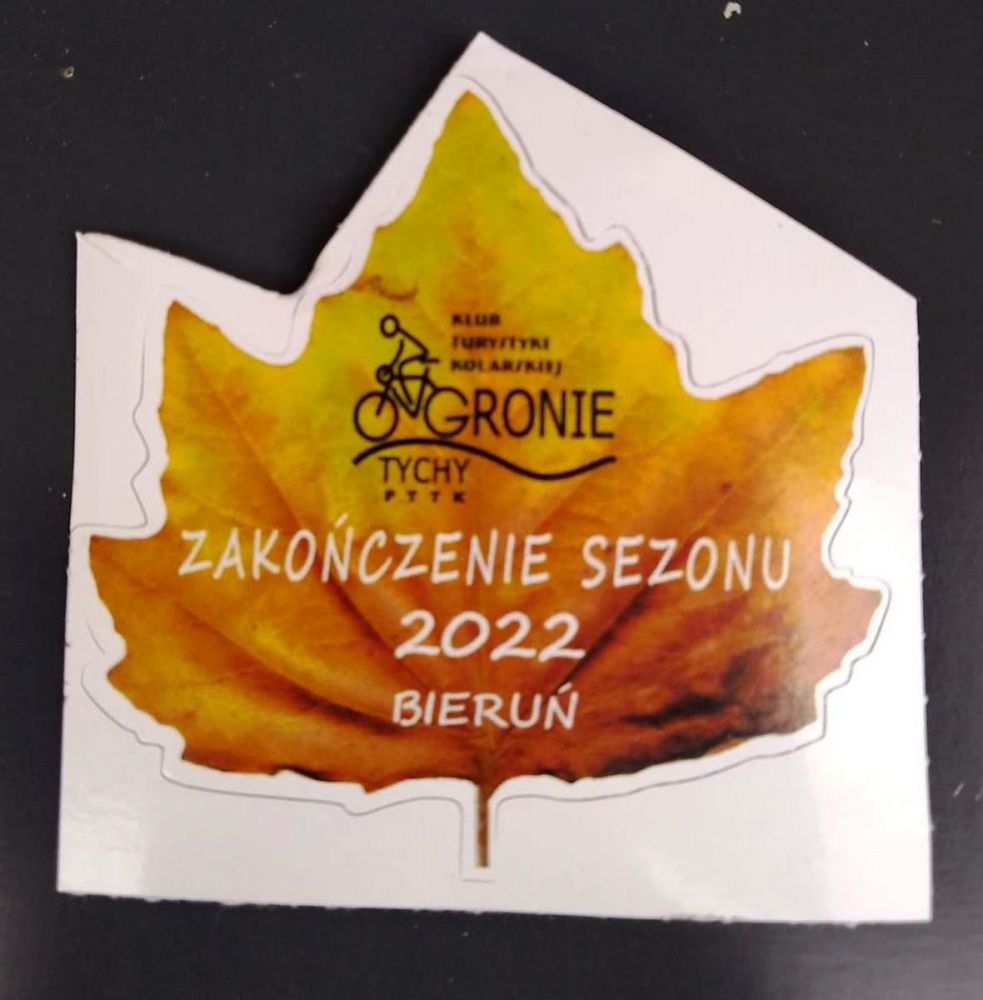 KLUB
TURYSTYKI
KOLARSKIEJ
GRONIE
TYCHY
PTTK
ZAKOŃCZENIE SEZONU
2022
BIERUŃ